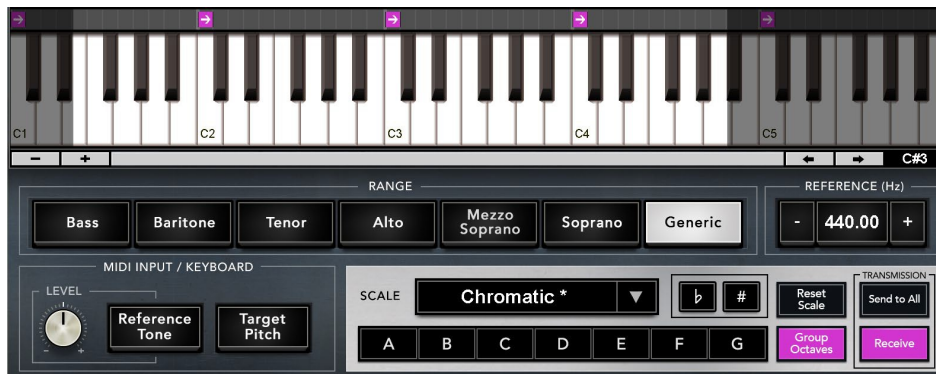 C1
C2
C3
C4
C5
- + C#3
RANGE
Bass Baritone Tenor Alto Mezzo Soprano Soprano Generic
REFERENCE (Hz)
- 440.00 +
MIDI INPUT / KEYBOARD
LEVEL
- +
Reference
Tone
Target
Pitch
SCALE Chromatic *
♭ #
Reset
Scale
TRANSMISSION
Send to All
A B C D E F G
Group
Octaves
Receive